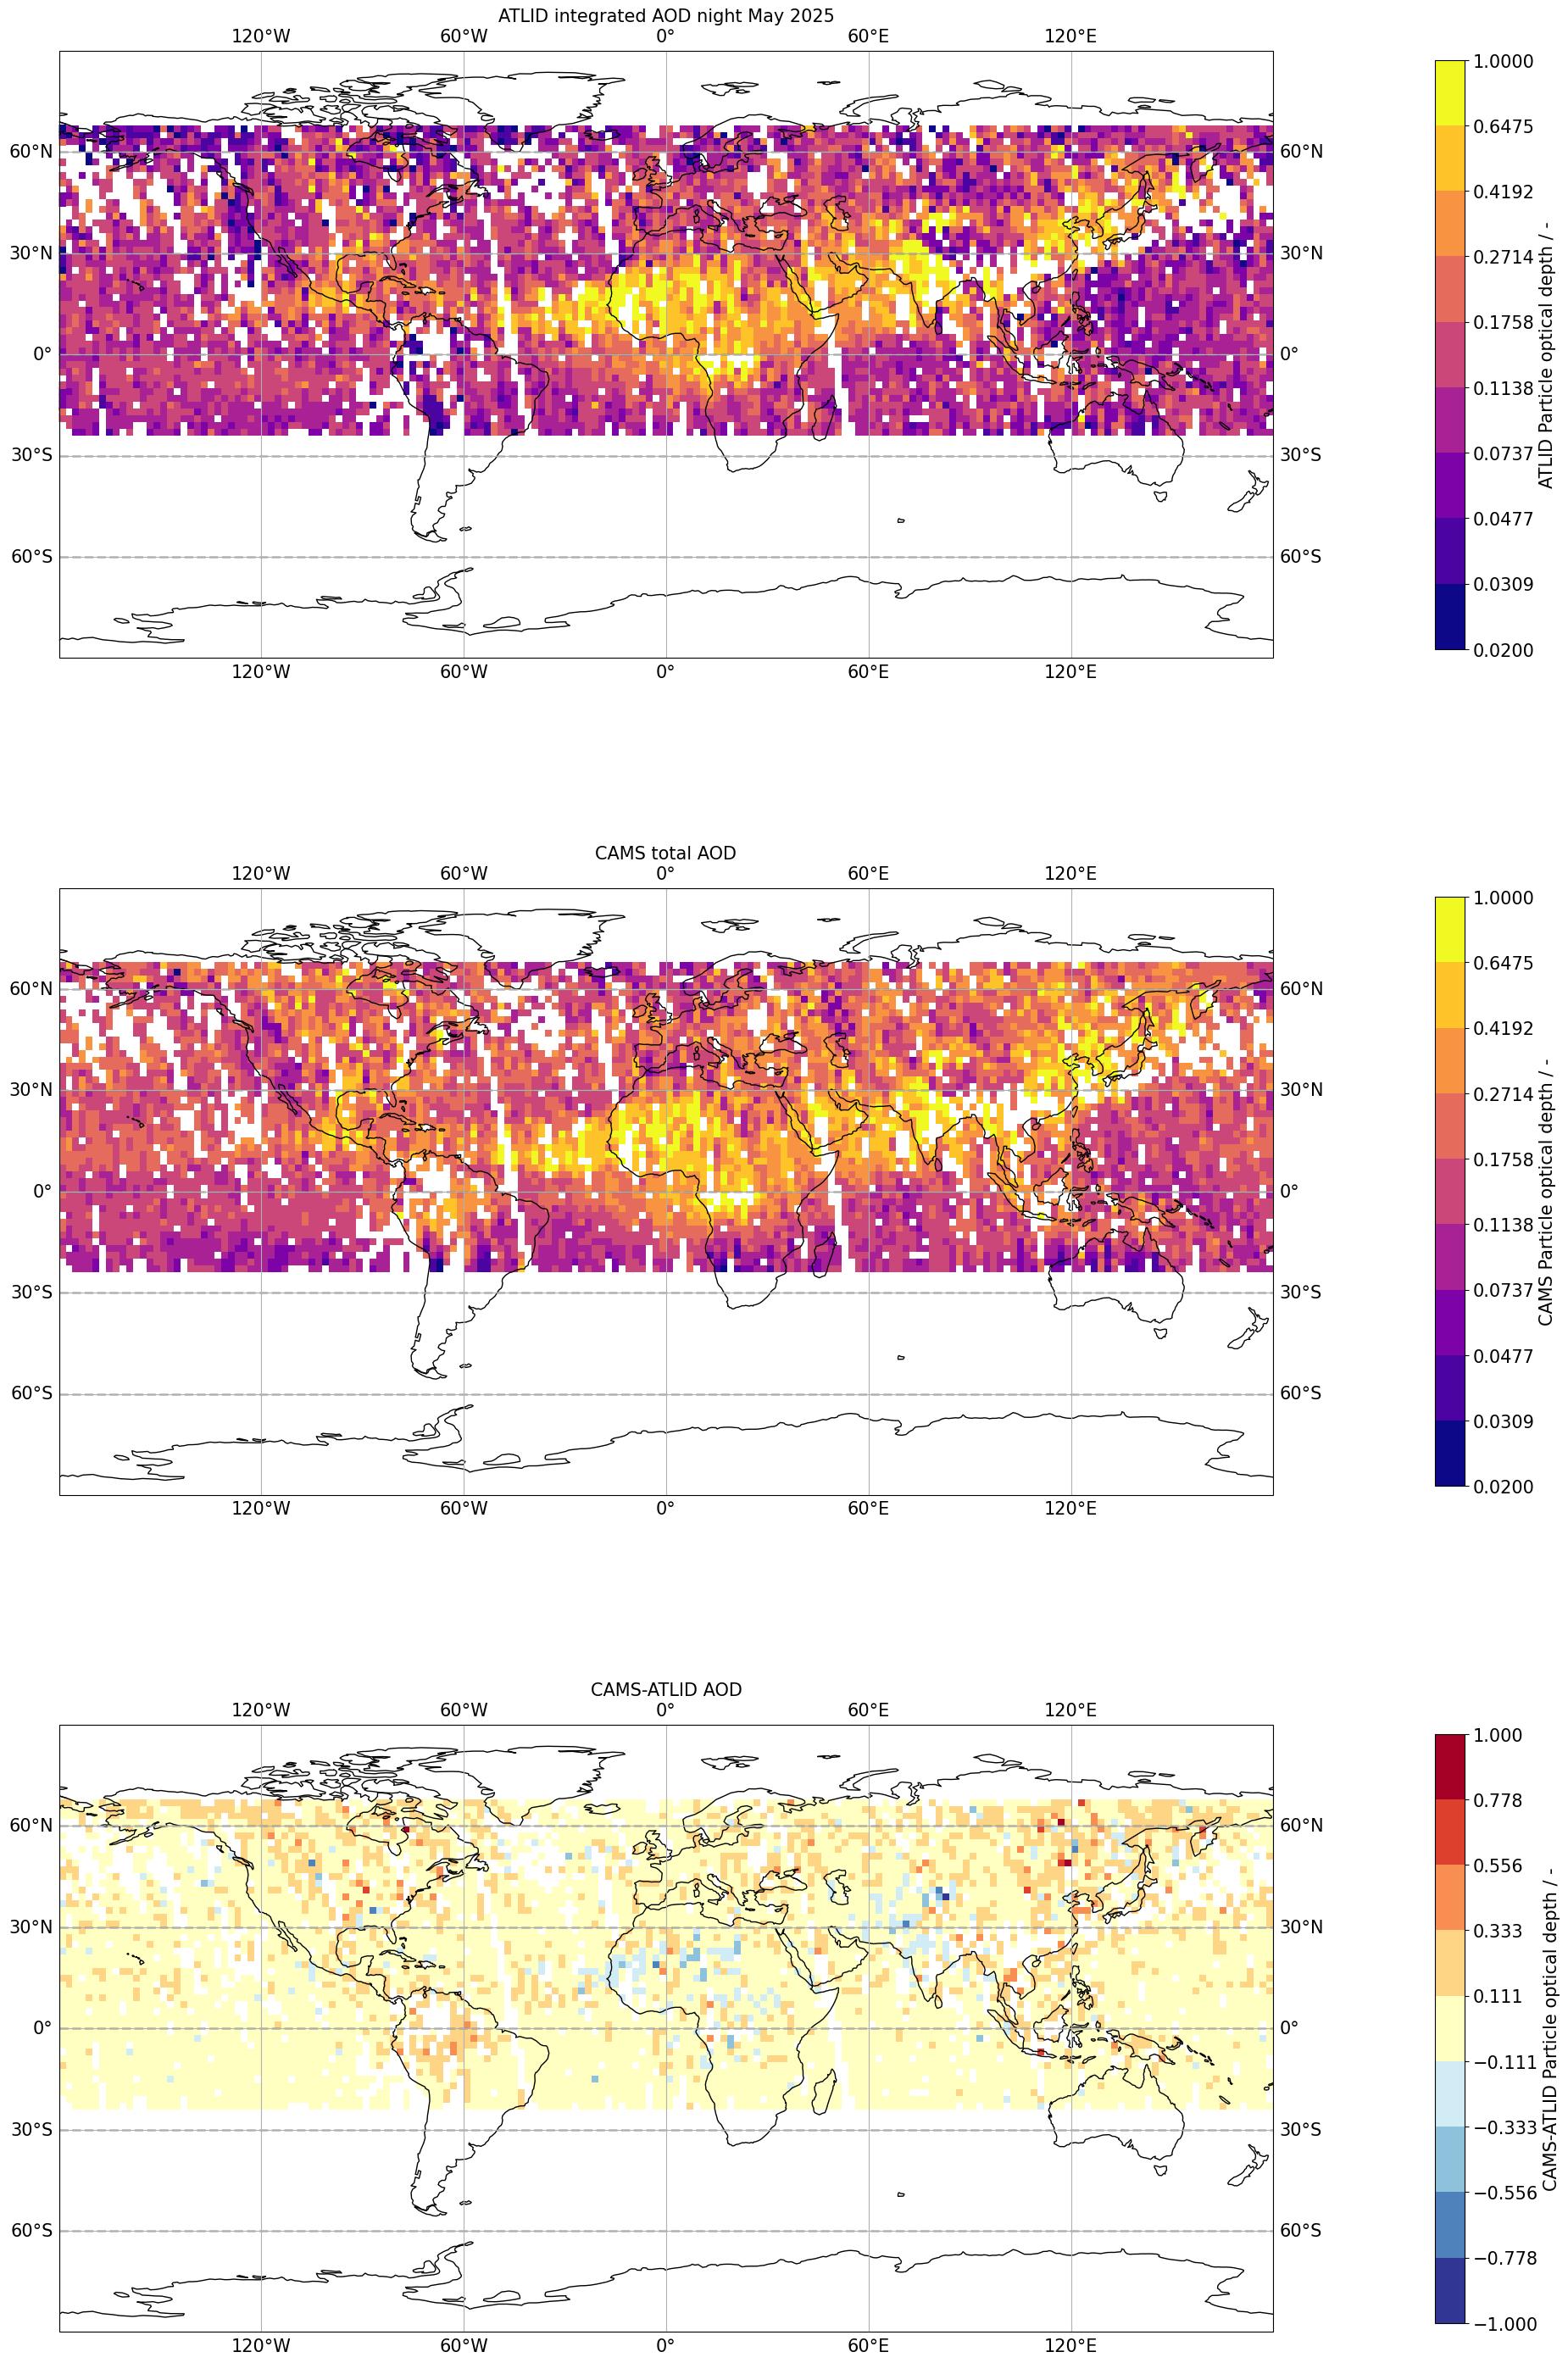 ATLID integrated AOD night May 2025
120°W 60°W 0° 60°E 120°E
60°N 60°N
30°N 30°N
0° 0°
30°S 30°S
60°S 60°S
120°W 60°W 0° 60°E 120°E
1.0000
0.6475
0.4192
0.2714
0.1758
0.1138
0.0737
0.0477
0.0309
0.0200
ATLID Particle optical depth / -
CAMS total AOD
120°W 60°W 0° 60°E 120°E
60°N 60°N
30°N 30°N
0° 0°
30°S 30°S
60°S 60°S
120°W 60°W 0° 60°E 120°E
1.0000
0.6475
0.4192
0.2714
0.1758
0.1138
0.0737
0.0477
0.0309
0.0200
CAMS Particle optical depth / -
CAMS-ATLID AOD
120°W 60°W 0° 60°E 120°E
60°N 60°N
30°N 30°N
0° 0°
30°S 30°S
60°S 60°S
120°W 60°W 0° 60°E 120°E
1.000
0.778
0.556
0.333
0.111
−0.111
−0.333
−0.556
−0.778
−1.000
CAMS-ATLID Particle optical depth / -